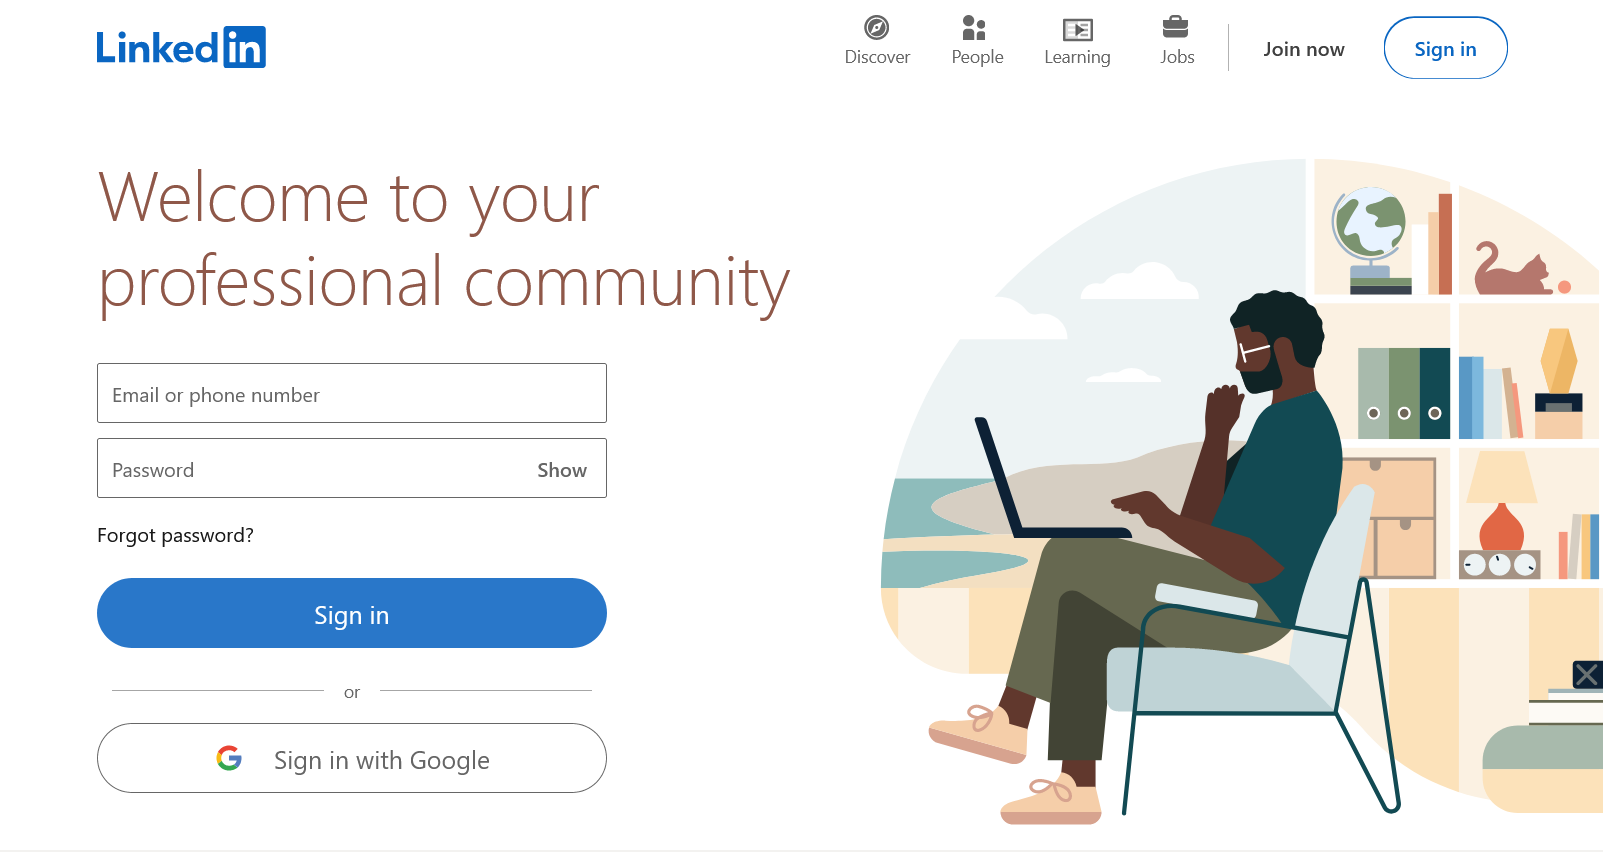 LinkedIn
Discover
People
Learning
Jobs
Join now
Sign in
Welcome to your
professional community
Email or phone number
Password
Show
Forgot password?
Sign in
or
Sign in with Google